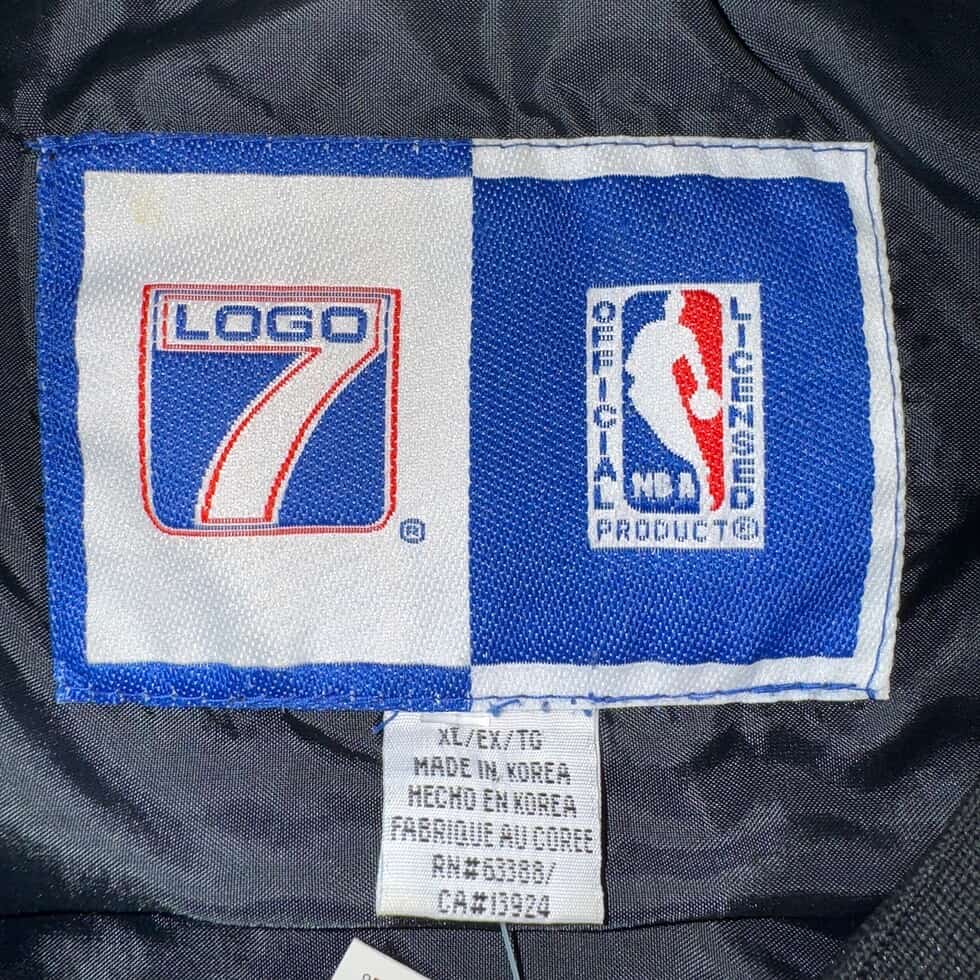 LOGO
7
®
OFFICIAL
LICENSED
NBA
PRODUCT®
XL/EX/TG
MADE IN KOREA
HECHO EN KOREA
FABRIQUE AU COREE
RN#63388/
CA#13924